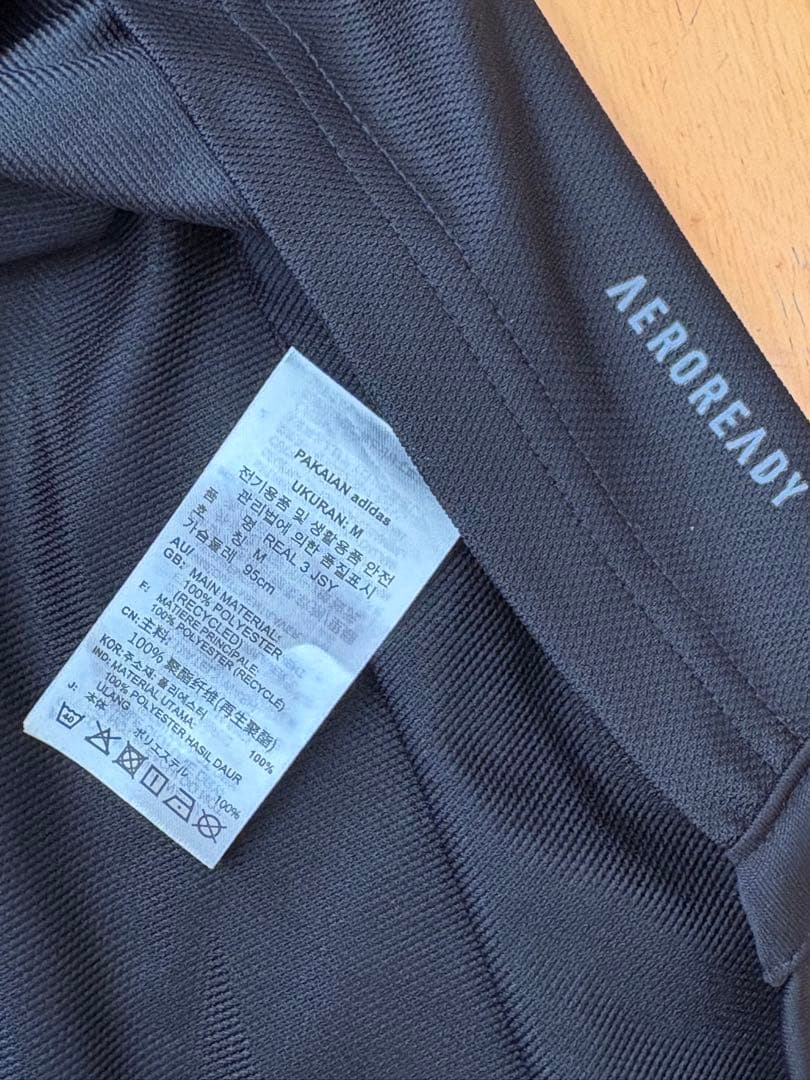 AEROREADY
PAKAIAN adidas
UKURAN: M
전기용품 및 생활용품 안전
관리법에 의한 품질표시
품 명 REAL 3 JSY
호 칭 M
가슴둘레 95cm
AU/
GB: MAIN MATERIAL:
100% POLYESTER
(RECYCLED)
F: MATIÈRE PRINCIPALE:
100% POLYESTER (RECYCLÉ)
CN: 主料:
100% 聚酯纤维(再生聚酯)
KOR: 주소재: 폴리에스터 100%
IND: MATERIAL UTAMA:
100% POLYESTER HASIL DAUR
ULANG
J: 本体
ポリエステル 100%
40